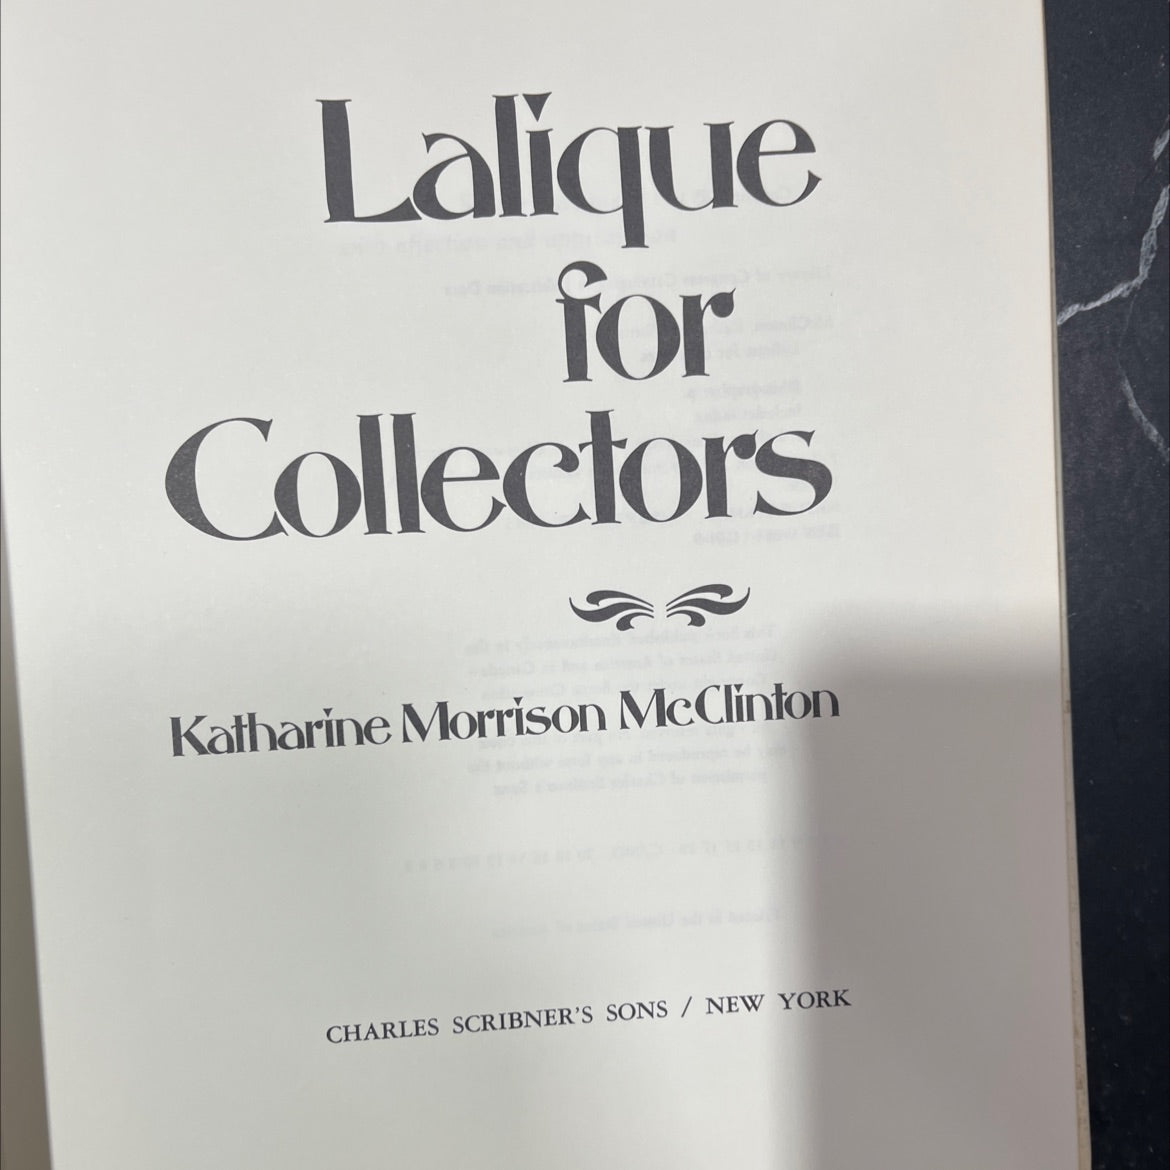 Lalique
for
Collectors
Katharine Morrison McClinton
CHARLES SCRIBNER'S SONS / NEW YORK